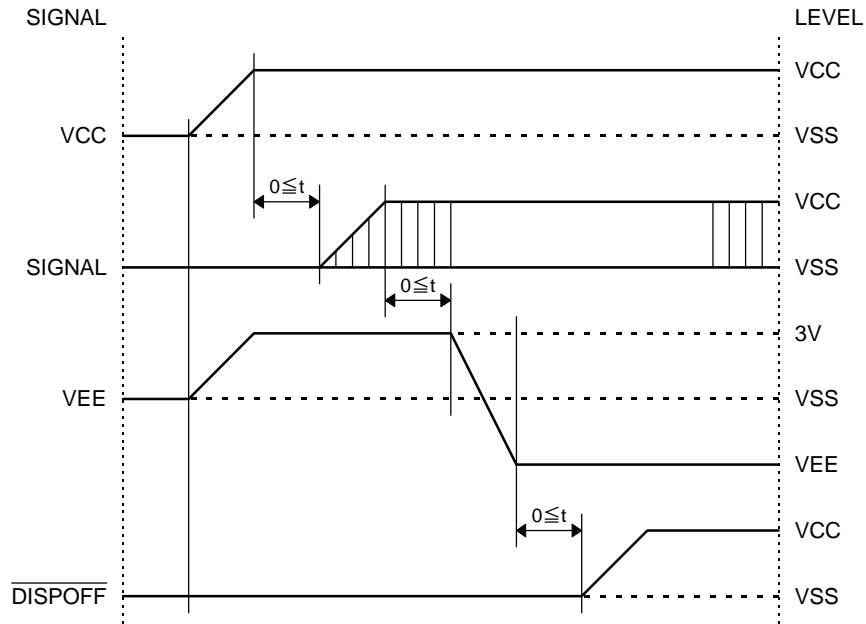 SIGNAL LEVEL
VCC
VCC VSS
0≦t VCC
SIGNAL VSS
0≦t
3V
VEE VSS
VEE
0≦t VCC
DISPOFF VSS